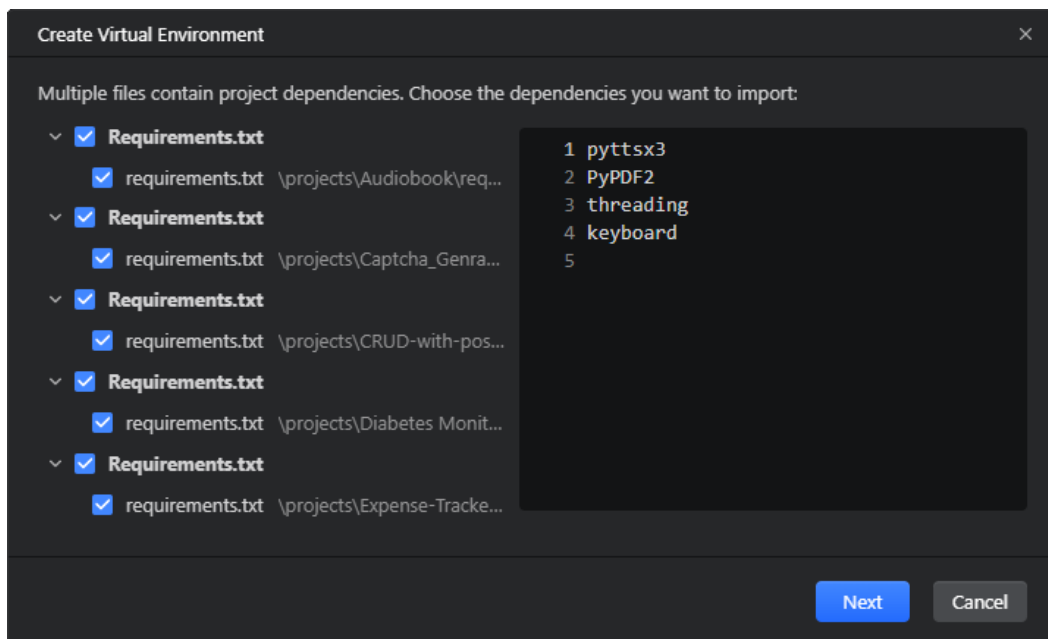 Create Virtual Environment
Multiple files contain project dependencies. Choose the dependencies you want to import:
Requirements.txt
requirements.txt \projects\Audiobook\req...
Requirements.txt
requirements.txt \projects\Captcha_Genra...
Requirements.txt
requirements.txt \projects\CRUD-with-pos...
Requirements.txt
requirements.txt \projects\Diabetes Monit...
Requirements.txt
requirements.txt \projects\Expense-Tracke...
1 pyttsx3
2 PyPDF2
3 threading
4 keyboard
5
Next
Cancel